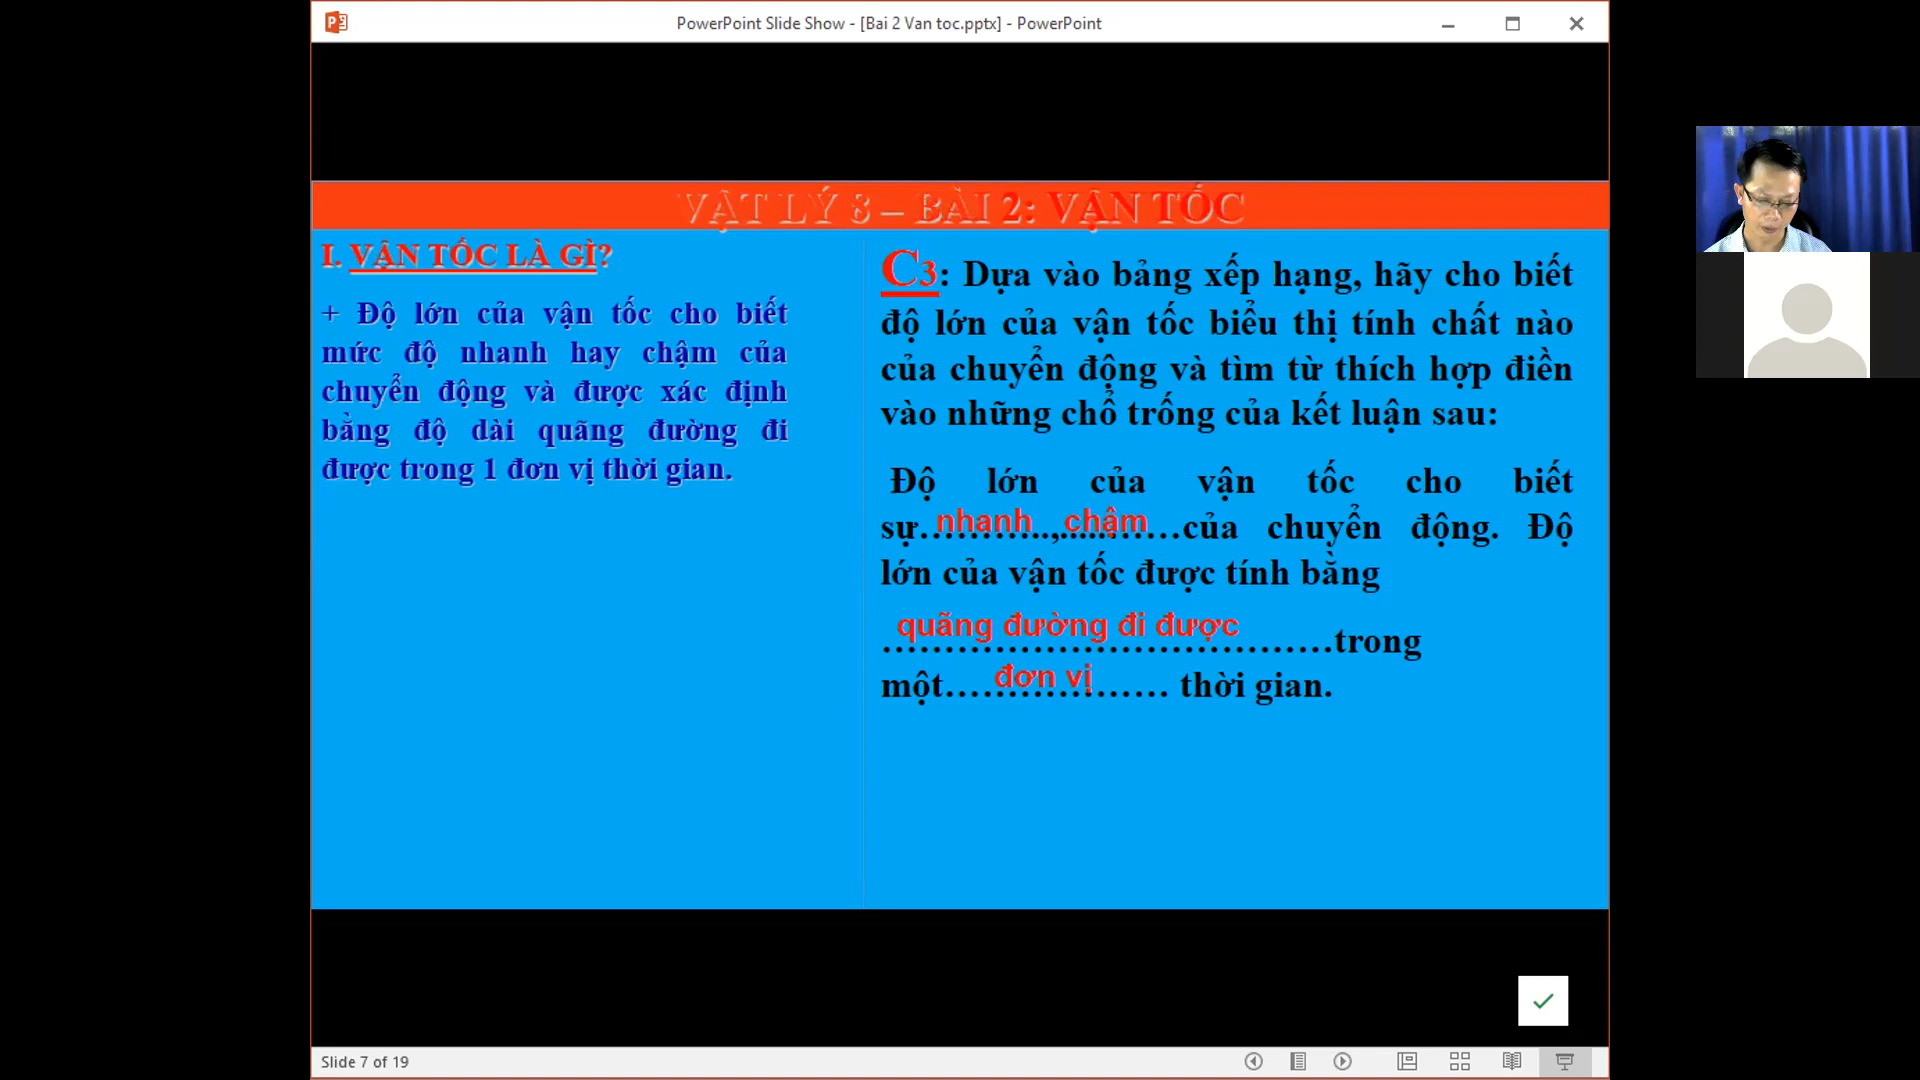 PowerPoint Slide Show - [Bai 2 Van toc.pptx] - PowerPoint
VẬT LÝ 8 – BÀI 2: VẬN TỐC
I. VẬN TỐC LÀ GÌ?
+ Độ lớn của vận tốc cho biết
mức độ nhanh hay chậm của
chuyển động và được xác định
bằng độ dài quãng đường đi
được trong 1 đơn vị thời gian.
C3: Dựa vào bảng xếp hạng, hãy cho biết
độ lớn của vận tốc biểu thị tính chất nào
của chuyển động và tìm từ thích hợp điền
vào những chổ trống của kết luận sau:
Độ lớn của vận tốc cho biết
sự…nhanh…,…chậm…của chuyển động. Độ
lớn của vận tốc được tính bằng
quãng đường đi được
……………………………….trong
một……đơn vị…… thời gian.
Slide 7 of 19